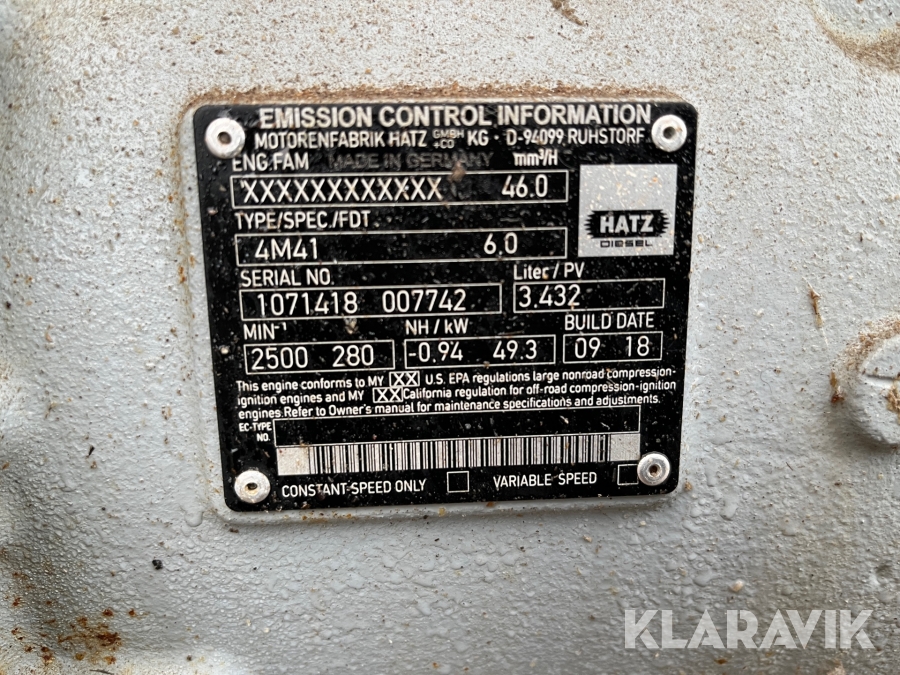 EMISSION CONTROL INFORMATION
MOTORENFABRIK HATZ GMBH +CO KG · D-94099 RUHSTORF
ENG.FAM MADE IN GERMANY mm³/H
XXXXXXXXXXXX 46.0
TYPE/SPEC./FDT
4M41 6.0
HATZ
DIESEL
SERIAL NO. Liter / PV
1071418 007742 3.432
MIN-¹ NH / kW BUILD DATE
2500 280 -0.94 49.3 09 18
This engine conforms to MY XX U.S. EPA regulations large nonroad compression-
ignition engines and MY XX California regulation for off-road compression-ignition
engines. Refer to Owner's manual for maintenance specifications and adjustments.
EC-TYPE
NO.
CONSTANT SPEED ONLY VARIABLE SPEED
KLARAVIK